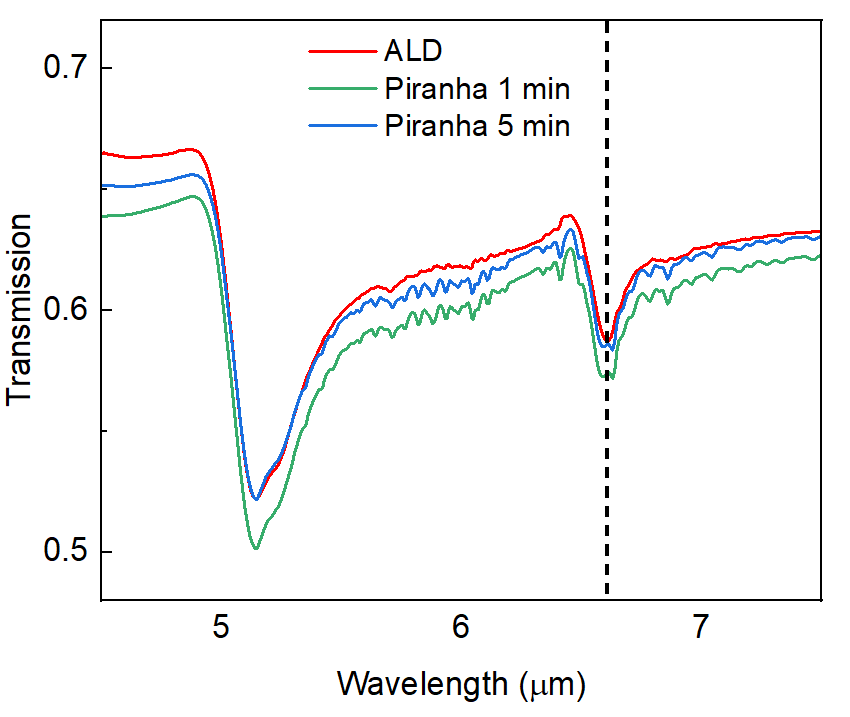 0.7
0.6
0.5
Transmission
ALD
Piranha 1 min
Piranha 5 min
5 6 7
Wavelength (μm)